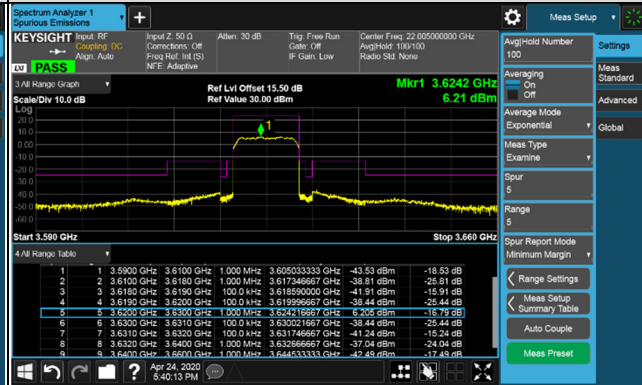 Spectrum Analyzer 1
Spurious Emissions
Meas Setup
KEYSIGHT Input: RF
Coupling: DC
Align: Auto
Input Z: 50 Ω
Corrections: Off
Freq Ref: Int (S)
NFE: Adaptive
Atten: 30 dB
Trig: Free Run
Gate: Off
IF Gain: Low
Center Freq: 22.005000000 GHz
Avg|Hold: 100/100
Radio Std: None
LXI PASS
3 All Range Graph
Scale/Div 10.0 dB
Ref Lvl Offset 15.50 dB
Ref Value 30.00 dBm
Mkr1 3.6242 GHz
6.21 dBm
Log
20.0
10.0
0.00
-10.0
-20.0
-30.0
-40.0
-50.0
-60.0
1
Start 3.590 GHz
Stop 3.660 GHz
4 All Range Table
1 1 3.5900 GHz 3.6100 GHz 1.000 MHz 3.605033333 GHz -43.53 dBm -18.53 dB
2 2 3.6100 GHz 3.6180 GHz 1.000 MHz 3.617346667 GHz -38.81 dBm -25.81 dB
3 3 3.6180 GHz 3.6190 GHz 100.0 kHz 3.618590000 GHz -41.91 dBm -15.91 dB
4 4 3.6190 GHz 3.6200 GHz 100.0 kHz 3.619996667 GHz -38.44 dBm -25.44 dB
5 5 3.6200 GHz 3.6300 GHz 1.000 MHz 3.624216667 GHz 6.205 dBm -16.79 dB
6 6 3.6300 GHz 3.6310 GHz 100.0 kHz 3.630021667 GHz -38.44 dBm -25.44 dB
7 7 3.6310 GHz 3.6320 GHz 100.0 kHz 3.631746667 GHz -41.24 dBm -15.24 dB
8 8 3.6320 GHz 3.6400 GHz 1.000 MHz 3.632666667 GHz -37.04 dBm -24.04 dB
9 9 3.6400 GHz 3.6600 GHz 1.000 MHz 3.644533333 GHz -42.49 dBm -17.49 dB
Avg|Hold Number
100
Averaging
On
Off
Average Mode
Exponential
Meas Type
Examine
Spur
5
Range
5
Spur Report Mode
Minimum Margin
Range Settings
Meas Setup
Summary Table
Auto Couple
Meas Preset
Settings
Meas
Standard
Advanced
Global
Apr 24, 2020
5:40:13 PM